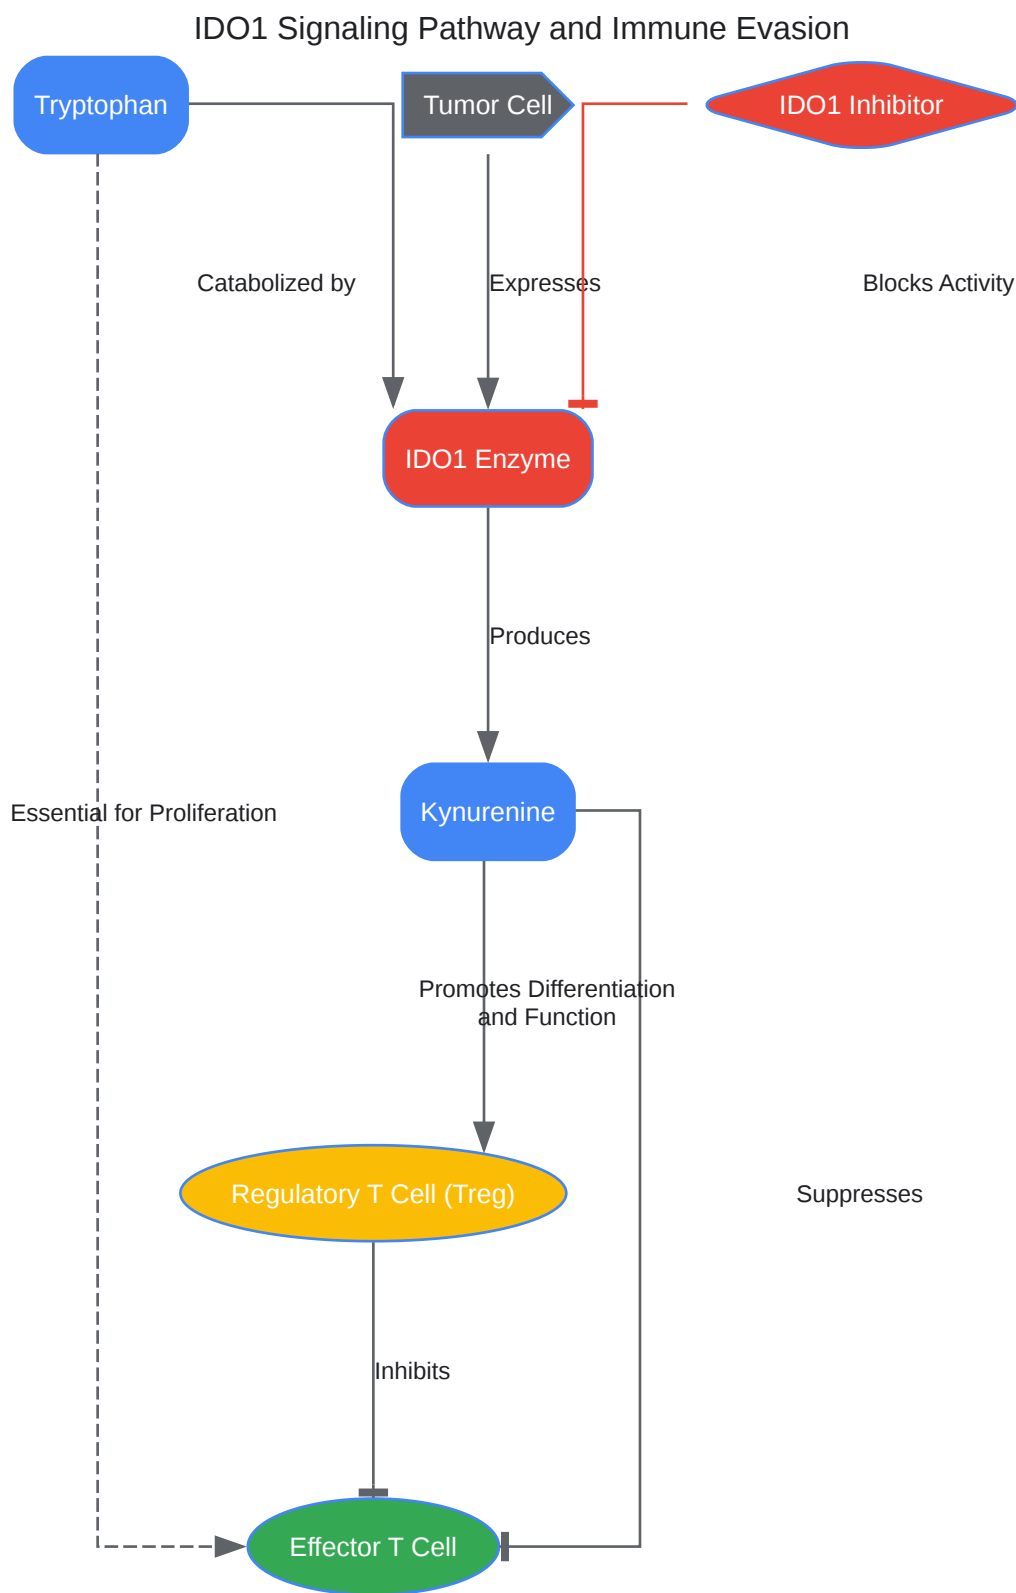 IDO1 Signaling Pathway and Immune Evasion
Tryptophan
Tumor Cell
IDO1 Inhibitor
Catabolized by
Expresses
Blocks Activity
IDO1 Enzyme
Produces
Kynurenine
Essential for Proliferation
Promotes Differentiation
and Function
Regulatory T Cell (Treg)
Suppresses
Inhibits
Effector T Cell